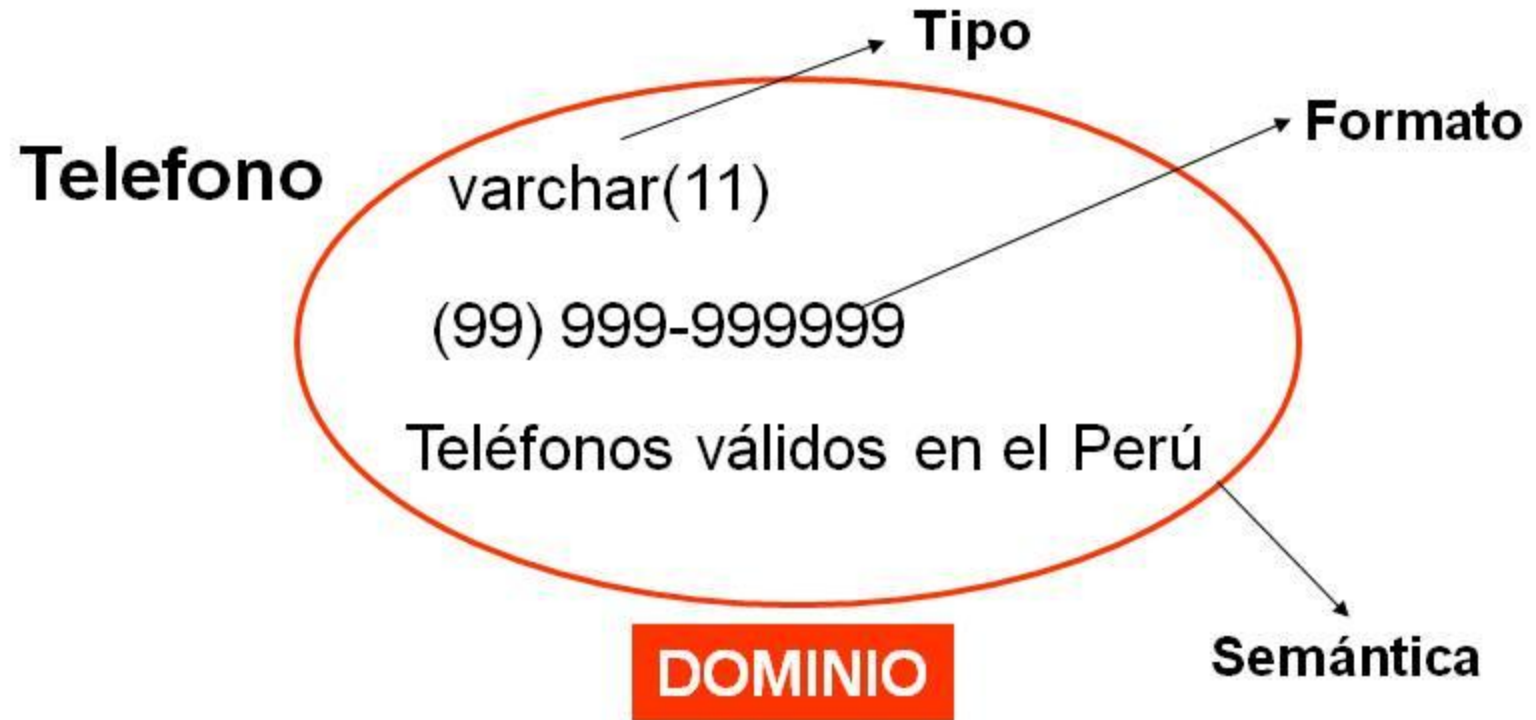 Tipo
Formato
Telefono
varchar(11)
(99) 999-999999
Teléfonos válidos en el Perú
Semántica
DOMINIO